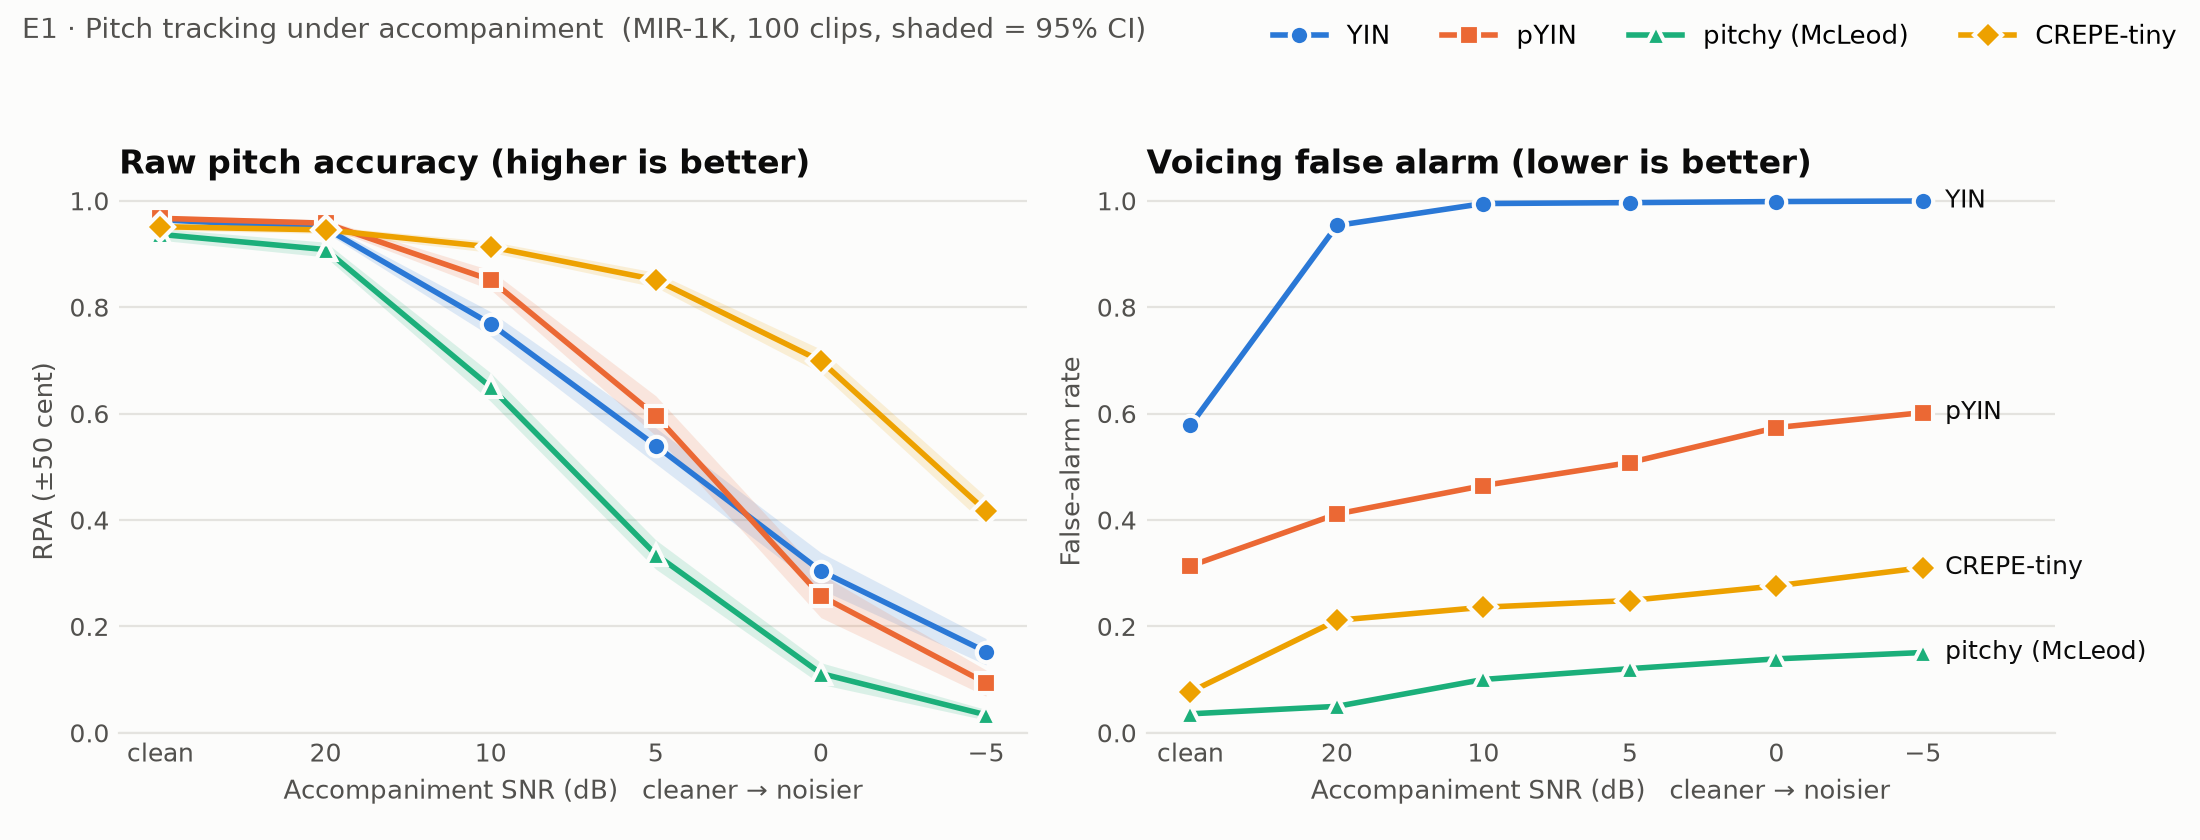 E1 · Pitch tracking under accompaniment (MIR-1K, 100 clips, shaded = 95% CI)
YIN
pYIN
pitchy (McLeod)
CREPE-tiny
Raw pitch accuracy (higher is better)
RPA (±50 cent)
1.0
0.8
0.6
0.4
0.2
0.0
clean 20 10 5 0 −5
Accompaniment SNR (dB) cleaner → noisier
Voicing false alarm (lower is better)
False-alarm rate
1.0
0.8
0.6
0.4
0.2
0.0
YIN
pYIN
CREPE-tiny
pitchy (McLeod)
clean 20 10 5 0 −5
Accompaniment SNR (dB) cleaner → noisier